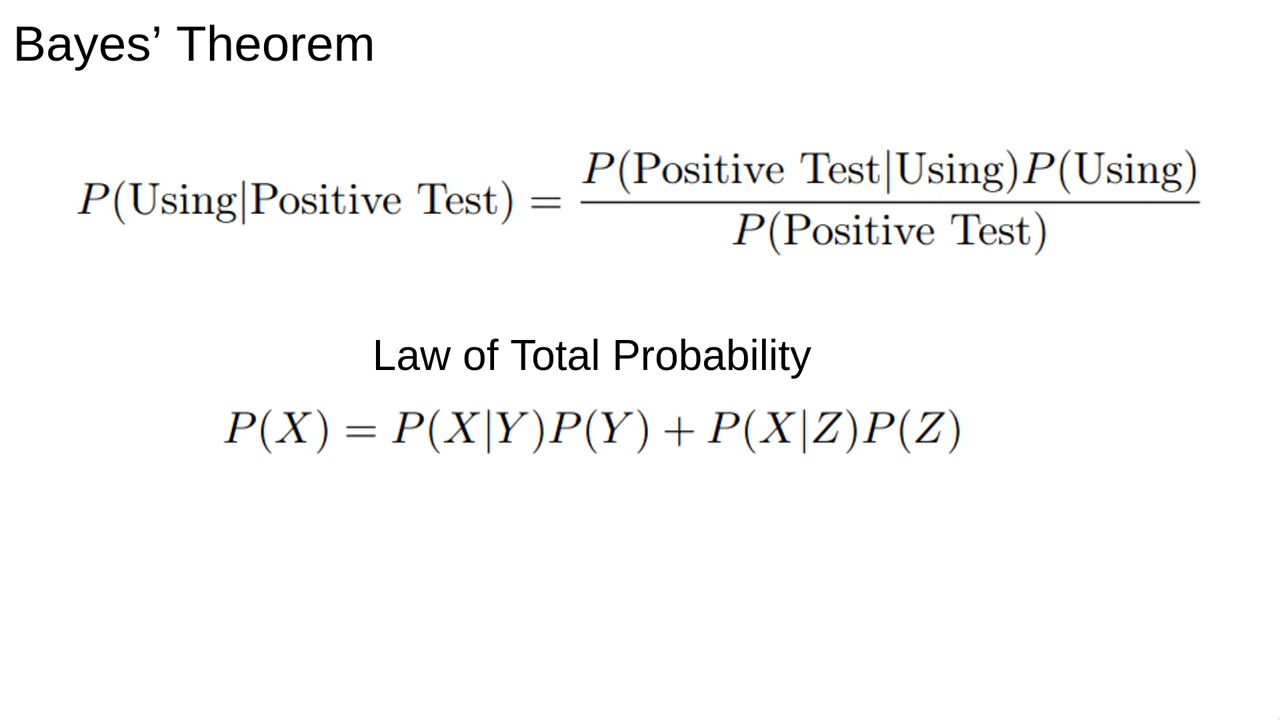 Bayes’ Theorem
P(Using|Positive Test) = P(Positive Test|Using)P(Using) / P(Positive Test)
Law of Total Probability
P(X) = P(X|Y)P(Y) + P(X|Z)P(Z)